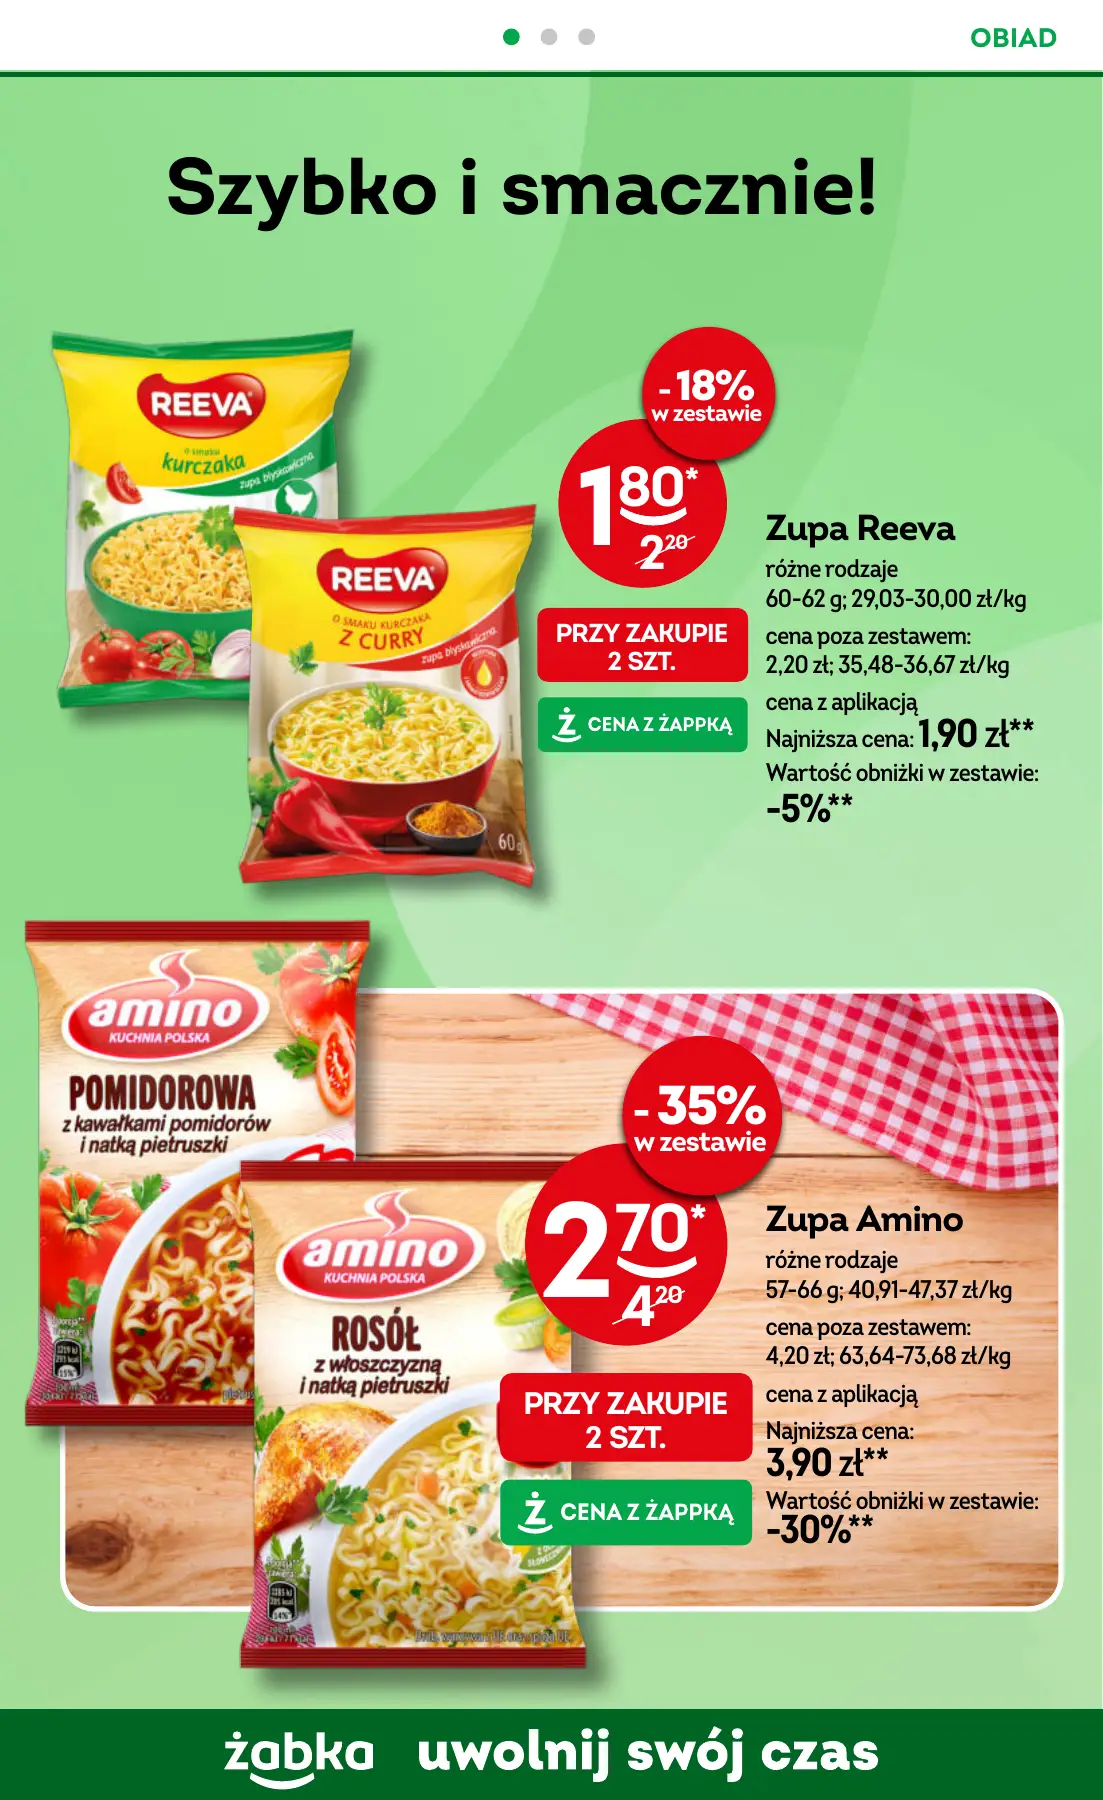 OBIAD
Szybko i smacznie!
REEVA
o smaku
kurczaka
zupa błyskawiczna
REEVA
O SMAKU KURCZAKA
Z CURRY
zupa błyskawiczna
60g
- 18%
w zestawie
1 80*
2 20
PRZY ZAKUPIE
2 SZT.
CENA Z ŻAPPKĄ
Zupa Reeva
różne rodzaje
60-62 g; 29,03-30,00 zł/kg
cena poza zestawem:
2,20 zł; 35,48-36,67 zł/kg
cena z aplikacją
Najniższa cena: 1,90 zł**
Wartość obniżki w zestawie:
-5%**
amino
KUCHNIA POLSKA
POMIDOROWA
z kawałkami pomidorów
i natką pietruszki
amino
KUCHNIA POLSKA
ROSÓŁ
z włoszczyzną
i natką pietruszki
- 35%
w zestawie
2 70*
4 20
PRZY ZAKUPIE
2 SZT.
CENA Z ŻAPPKĄ
Zupa Amino
różne rodzaje
57-66 g; 40,91-47,37 zł/kg
cena poza zestawem:
4,20 zł; 63,64-73,68 zł/kg
cena z aplikacją
Najniższa cena:
3,90 zł**
Wartość obniżki w zestawie:
-30%**
żabka uwolnij swój czas